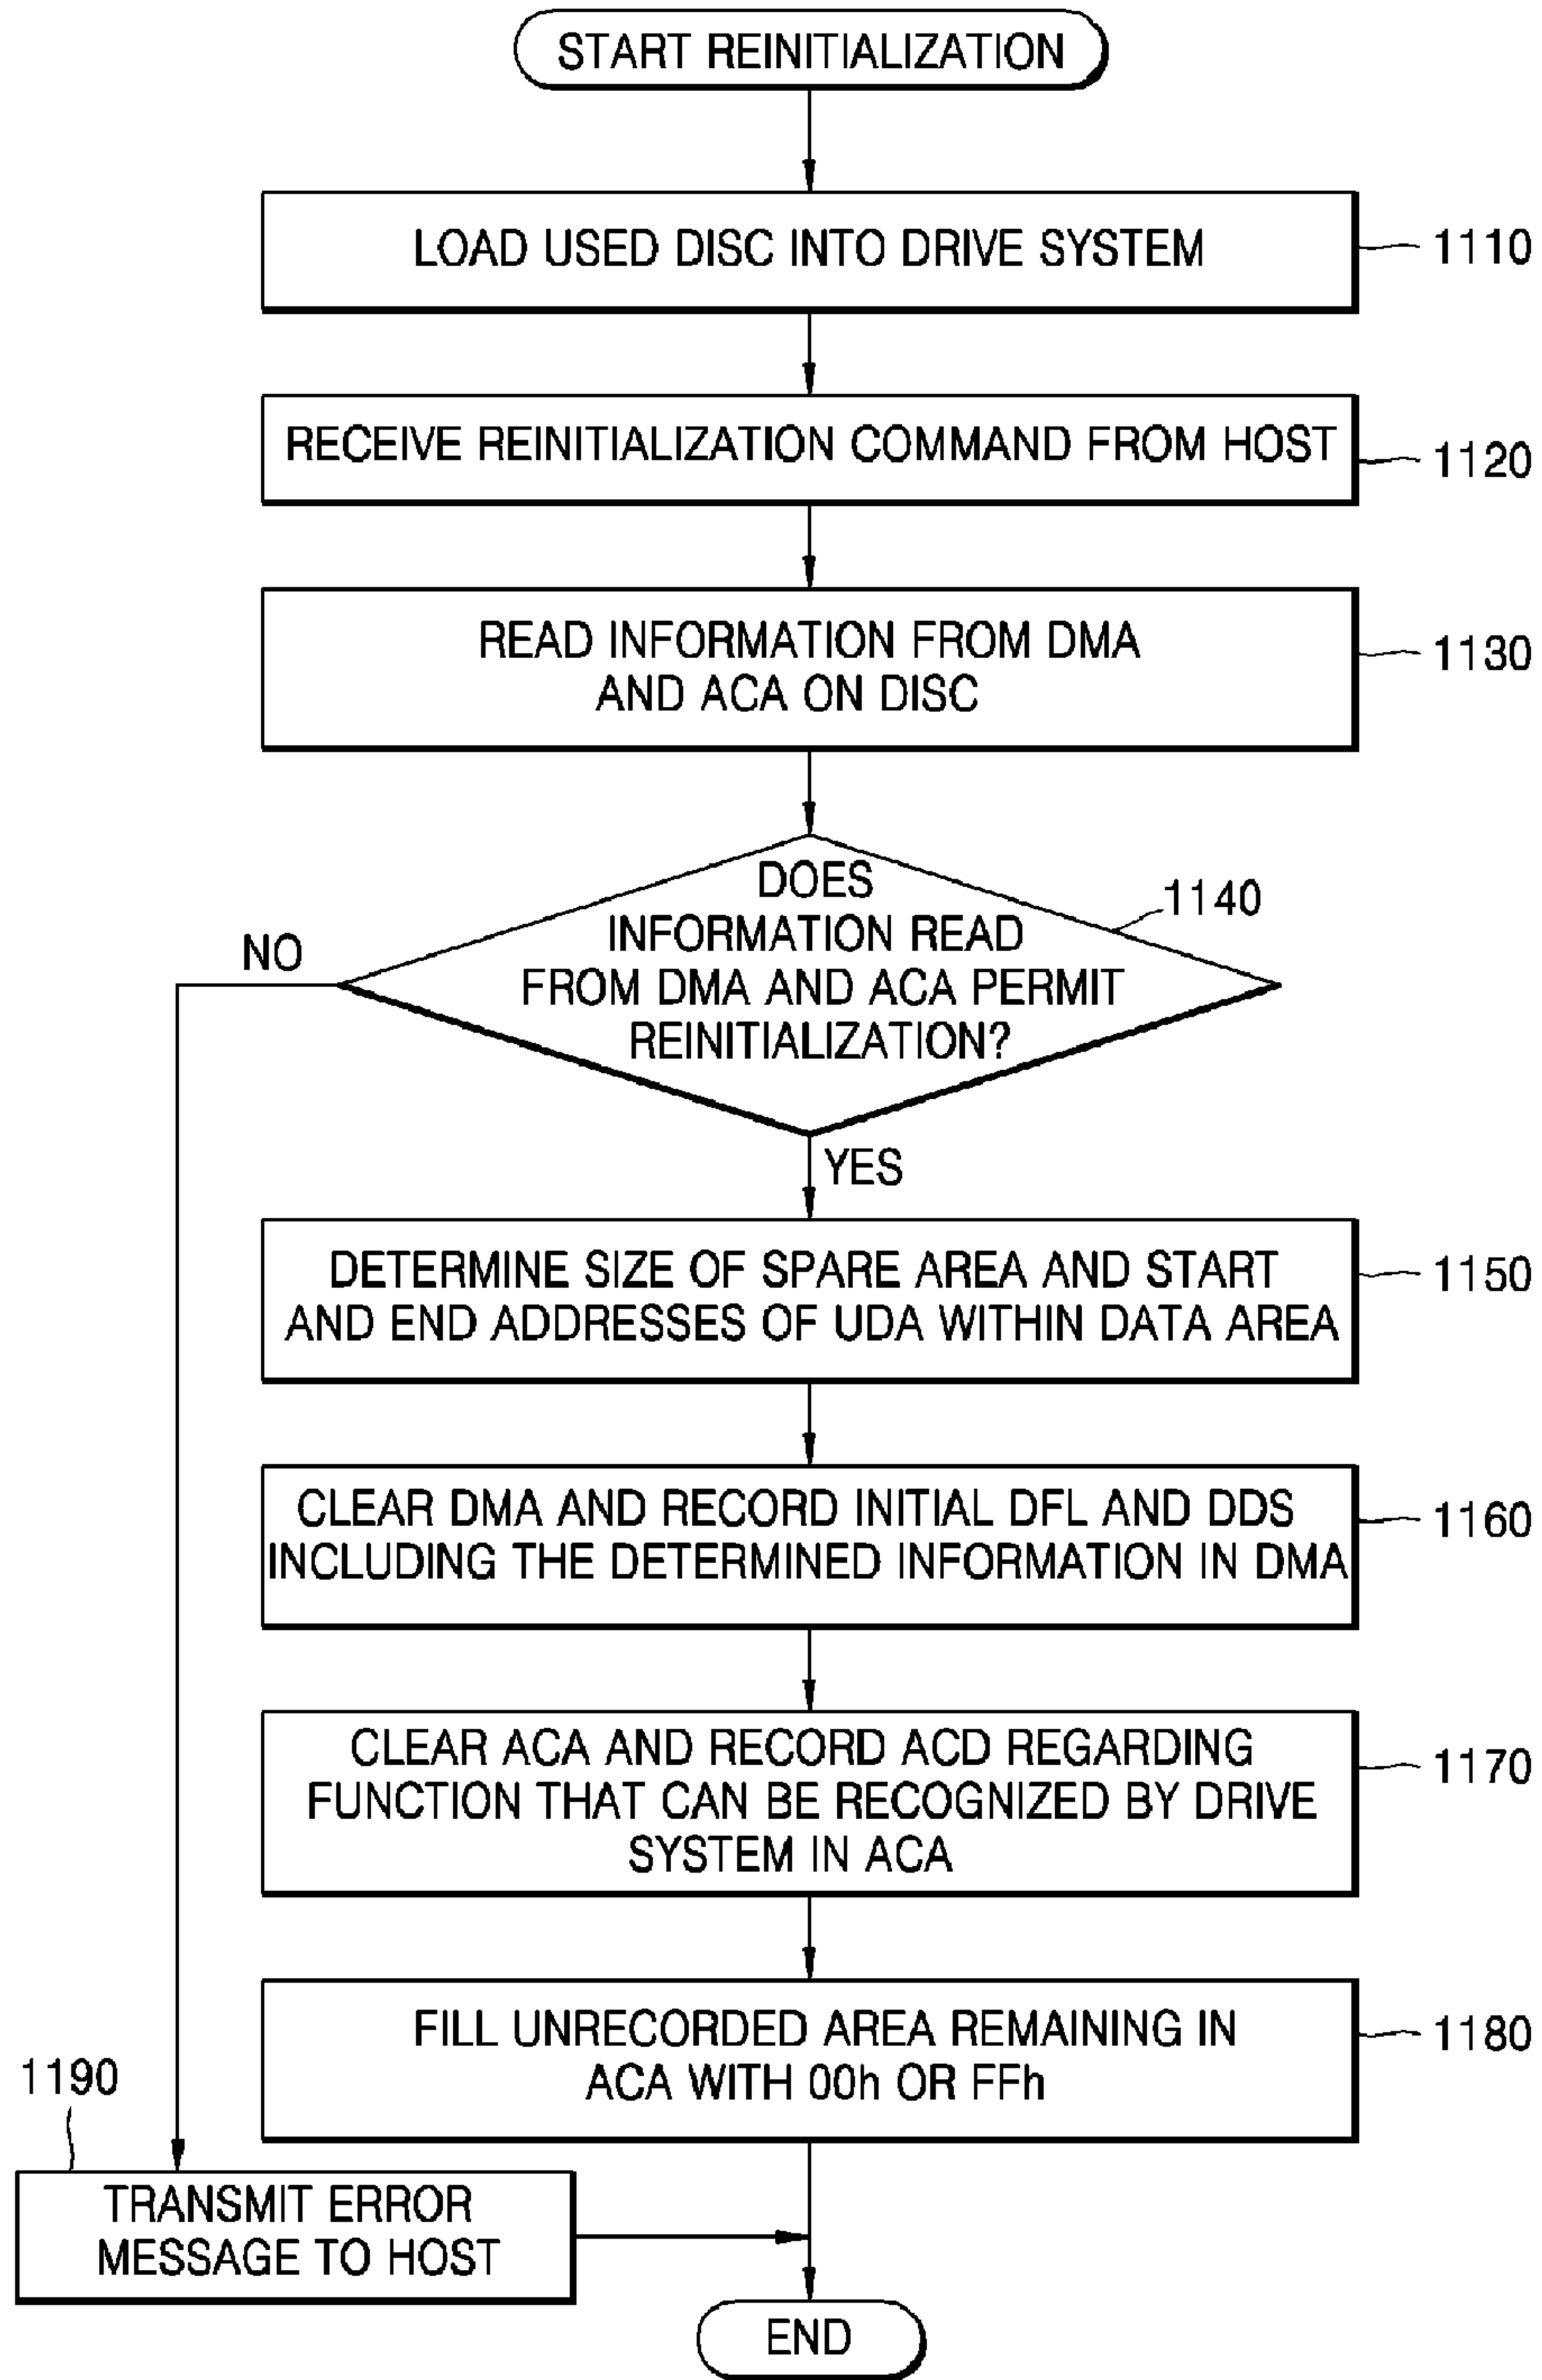 START REINITIALIZATION
LOAD USED DISC INTO DRIVE SYSTEM
1110
RECEIVE REINITIALIZATION COMMAND FROM HOST
1120
READ INFORMATION FROM DMA
AND ACA ON DISC
1130
DOES
INFORMATION READ
FROM DMA AND ACA PERMIT
REINITIALIZATION?
1140
NO
YES
DETERMINE SIZE OF SPARE AREA AND START
AND END ADDRESSES OF UDA WITHIN DATA AREA
1150
CLEAR DMA AND RECORD INITIAL DFL AND DDS
INCLUDING THE DETERMINED INFORMATION IN DMA
1160
CLEAR ACA AND RECORD ACD REGARDING
FUNCTION THAT CAN BE RECOGNIZED BY DRIVE
SYSTEM IN ACA
1170
FILL UNRECORDED AREA REMAINING IN
ACA WITH 00h OR FFh
1180
1190
TRANSMIT ERROR
MESSAGE TO HOST
END